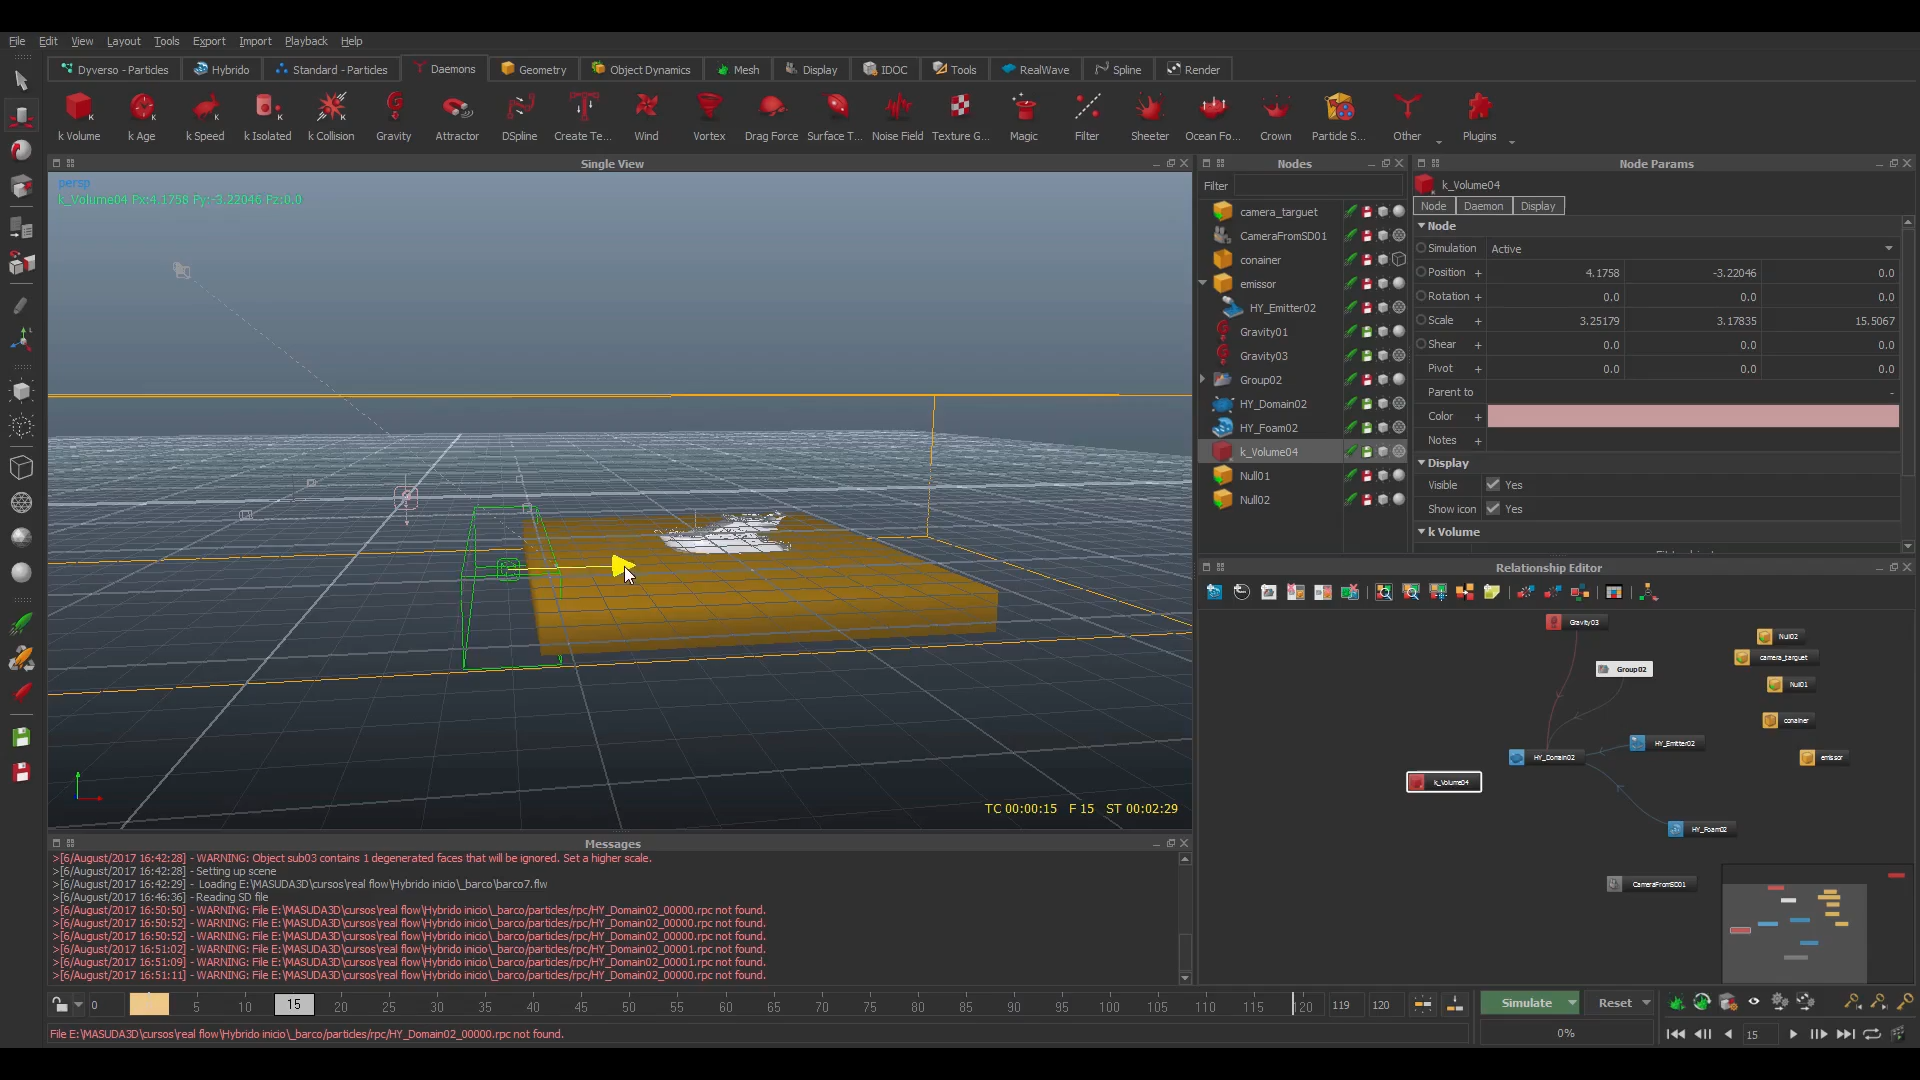 File Edit View Layout Tools Export Import Playback Help
Dyverso - Particles Hybrido Standard - Particles Daemons Geometry Object Dynamics Mesh Display IDOC Tools RealWave Spline Render
k Volume k Age k Speed k Isolated k Collision Gravity Attractor DSpline Create Te... Wind Vortex Drag Force Surface T... Noise Field Texture G... Magic Filter Sheeter Ocean Fo... Crown Particle S... Other Plugins
Single View
persp
k_Volume04 Px:4.1758 Py:-3.22046 Pz:0.0
TC 00:00:15 F 15 ST 00:02:29
Nodes
Filter
camera_targuet
CameraFromSD01
conainer
emissor
HY_Emitter02
Gravity01
Gravity03
Group02
HY_Domain02
HY_Foam02
k_Volume04
Null01
Null02
Node Params
k_Volume04
Node Daemon Display
Node
Simulation Active
Position + 4.1758 -3.22046 0.0
Rotation + 0.0 0.0 0.0
Scale + 3.25179 3.17835 15.5067
Shear + 0.0 0.0 0.0
Pivot + 0.0 0.0 0.0
Parent to -
Color +
Notes +
Display
Visible Yes
Show icon Yes
k Volume
Relationship Editor
Gravity03
Null02
Group02
camera_targuet
Null01
conainer
HY_Emitter02
HY_Domain02
emissor
k_Volume04
HY_Foam02
CameraFromSD01
Messages
>[6/August/2017 16:42:28] - WARNING: Object sub03 contains 1 degenerated faces that will be ignored. Set a higher scale.
>[6/August/2017 16:42:28] - Setting up scene
>[6/August/2017 16:42:29] - Loading E:\MASUDA3D\cursos\real flow\Hybrido inicio\_barco\barco7.flw
>[6/August/2017 16:46:36] - Reading SD file
>[6/August/2017 16:50:50] - WARNING: File E:\MASUDA3D\cursos\real flow\Hybrido inicio\_barco/particles/rpc/HY_Domain02_00000.rpc not found.
>[6/August/2017 16:50:52] - WARNING: File E:\MASUDA3D\cursos\real flow\Hybrido inicio\_barco/particles/rpc/HY_Domain02_00000.rpc not found.
>[6/August/2017 16:50:52] - WARNING: File E:\MASUDA3D\cursos\real flow\Hybrido inicio\_barco/particles/rpc/HY_Domain02_00000.rpc not found.
>[6/August/2017 16:51:02] - WARNING: File E:\MASUDA3D\cursos\real flow\Hybrido inicio\_barco/particles/rpc/HY_Domain02_00001.rpc not found.
>[6/August/2017 16:51:09] - WARNING: File E:\MASUDA3D\cursos\real flow\Hybrido inicio\_barco/particles/rpc/HY_Domain02_00001.rpc not found.
>[6/August/2017 16:51:11] - WARNING: File E:\MASUDA3D\cursos\real flow\Hybrido inicio\_barco/particles/rpc/HY_Domain02_00000.rpc not found.
0 5 10 15 20 25 30 35 40 45 50 55 60 65 70 75 80 85 90 95 100 105 110 115 120 119 120
Simulate Reset
File E:\MASUDA3D\cursos\real flow\Hybrido inicio\_barco/particles/rpc/HY_Domain02_00000.rpc not found.
0%
15